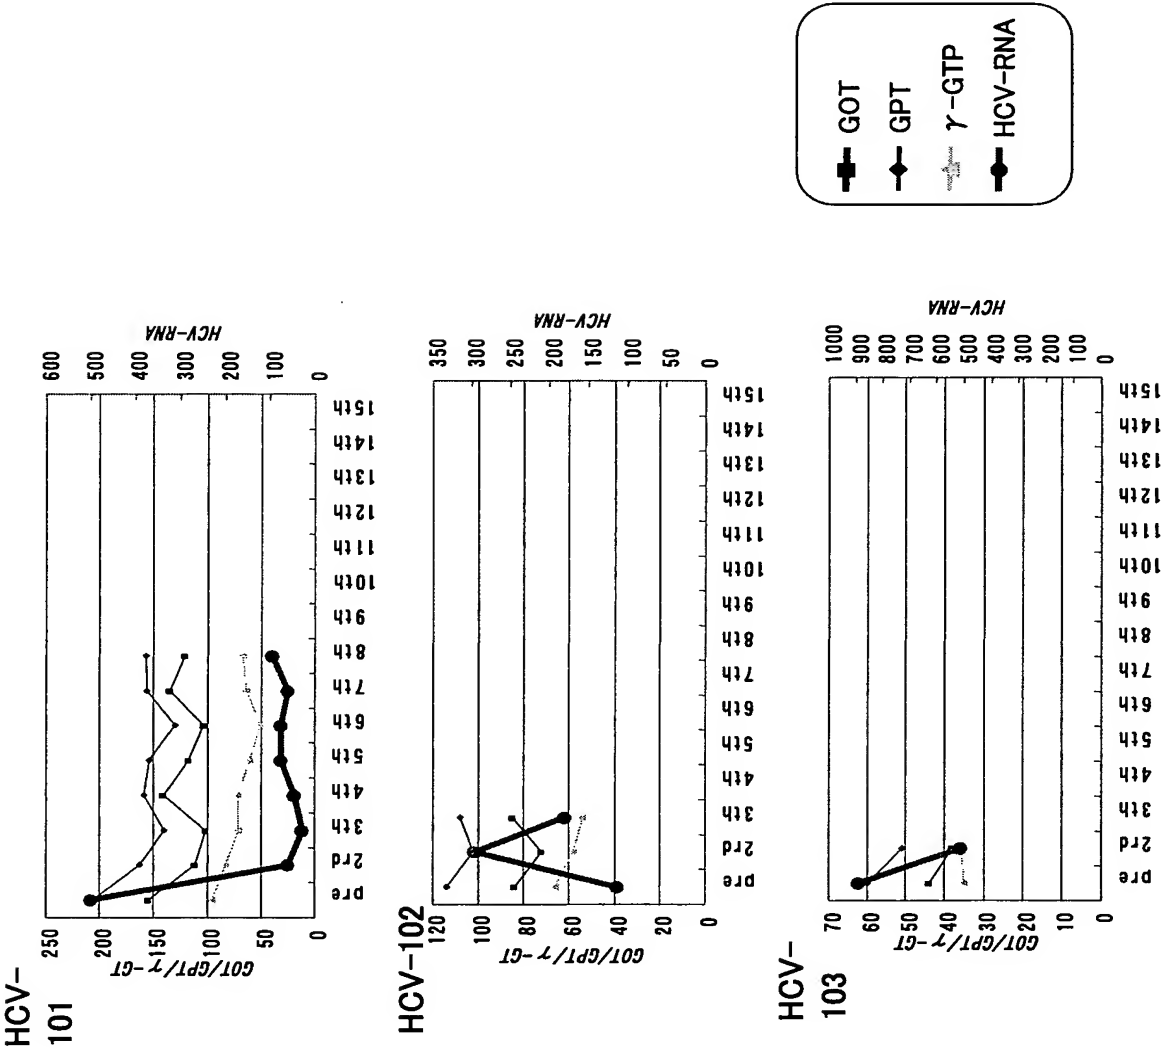 HCV-
101
250
200
150
100
50
0
GOT/GPT/γ-GT
600
500
400
300
200
100
0
HCV-RNA
pre
2rd
3th
4th
5th
6th
7th
8th
9th
10th
11th
12th
13th
14th
15th
HCV-102
120
100
80
60
40
20
0
GOT/GPT/γ-GT
350
300
250
200
150
100
50
0
HCV-RNA
pre
2rd
3th
4th
5th
6th
7th
8th
9th
10th
11th
12th
13th
14th
15th
HCV-
103
70
60
50
40
30
20
10
0
GOT/GPT/γ-GT
1000
900
800
700
600
500
400
300
200
100
0
HCV-RNA
pre
2rd
3th
4th
5th
6th
7th
8th
9th
10th
11th
12th
13th
14th
15th
GOT
GPT
γ-GTP
HCV-RNA